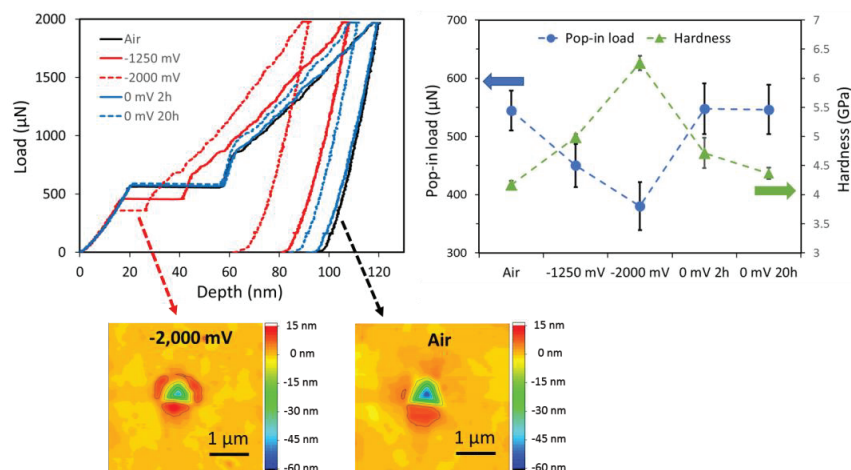 2000
1500
1000
500
0
Load (µN)
Air
-1250 mV
-2000 mV
0 mV 2h
0 mV 20h
0 20 40 60 80 100 120
Depth (nm)
700
600
500
400
300
Pop-in load (µN)
Pop-in load Hardness
7
6.5
6
5.5
5
4.5
4
3.5
3
Hardness (GPa)
Air -1250 mV -2000 mV 0 mV 2h 0 mV 20h
-2,000 mV
1 µm
15 nm
0 nm
-15 nm
-30 nm
-45 nm
-60 nm
Air
1 µm
15 nm
0 nm
-15 nm
-30 nm
-45 nm
-60 nm